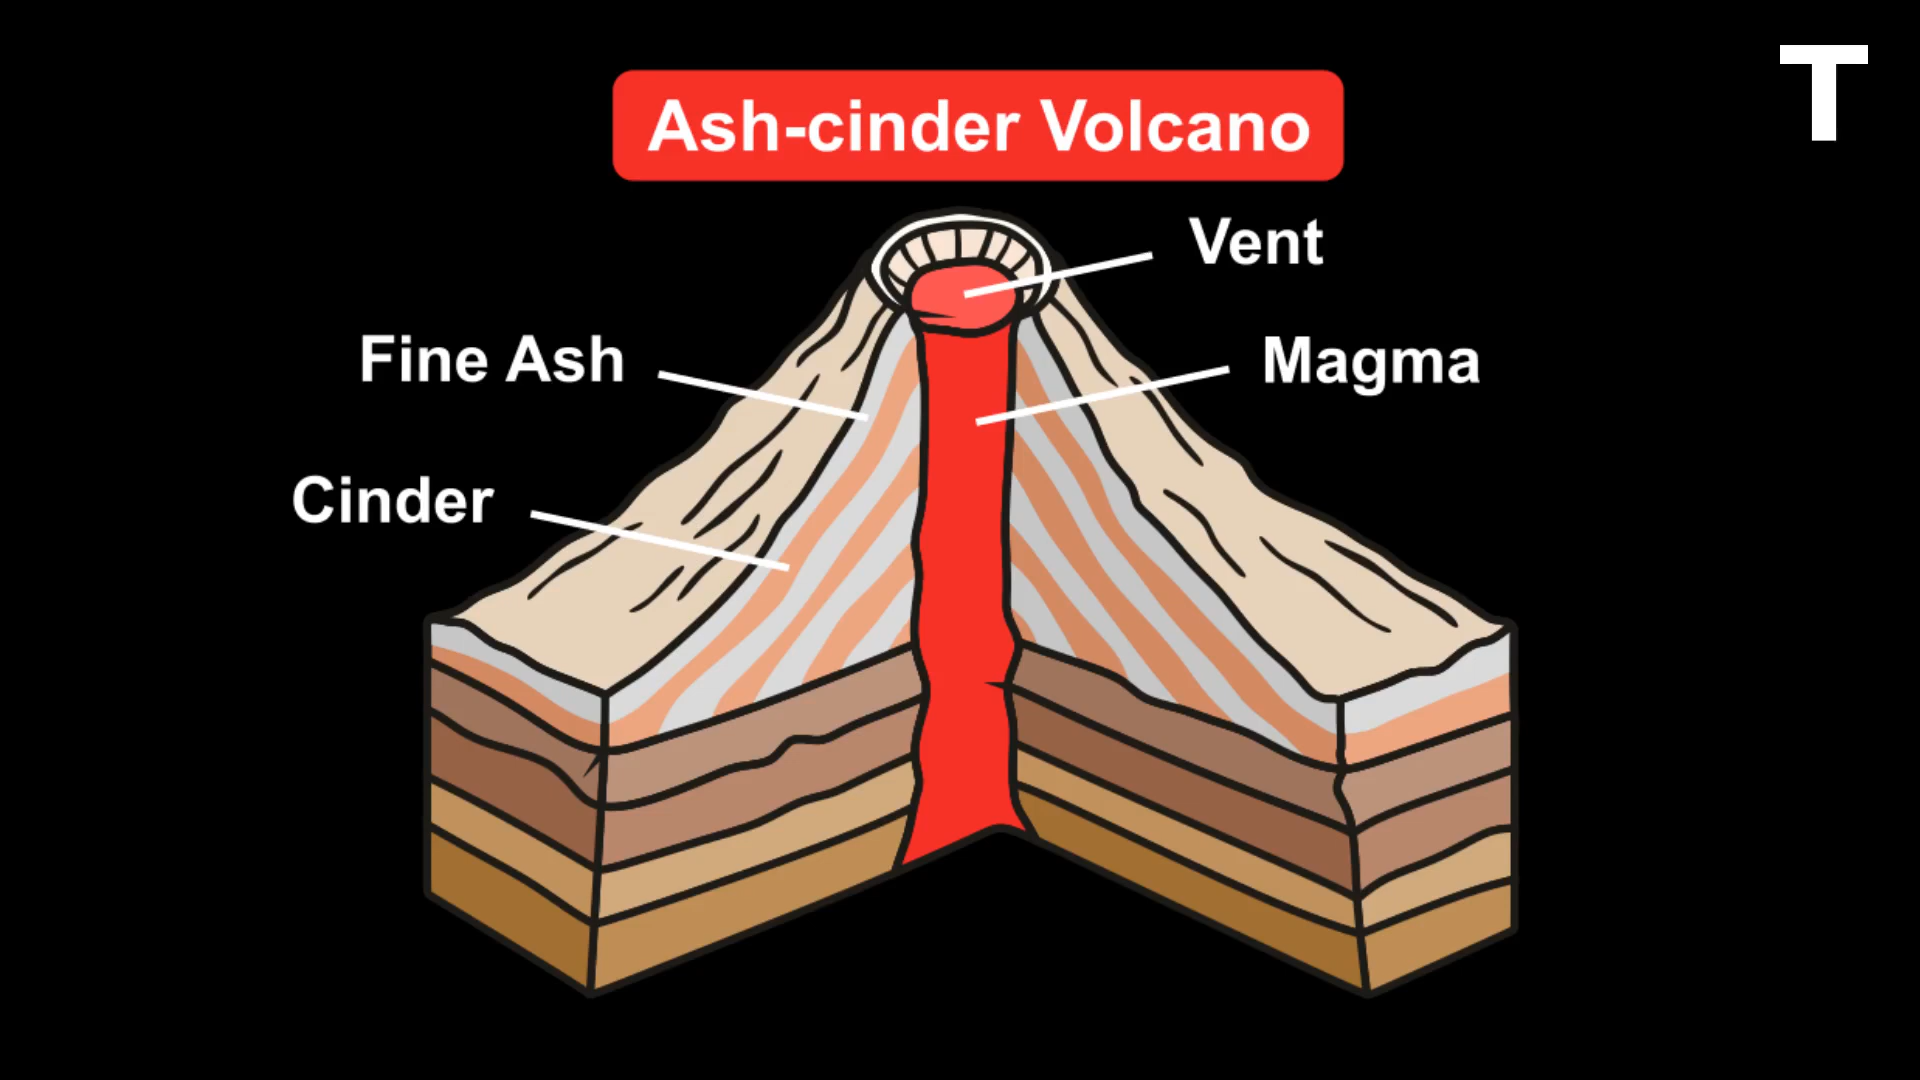 T
Ash-cinder Volcano
Vent
Fine Ash
Magma
Cinder